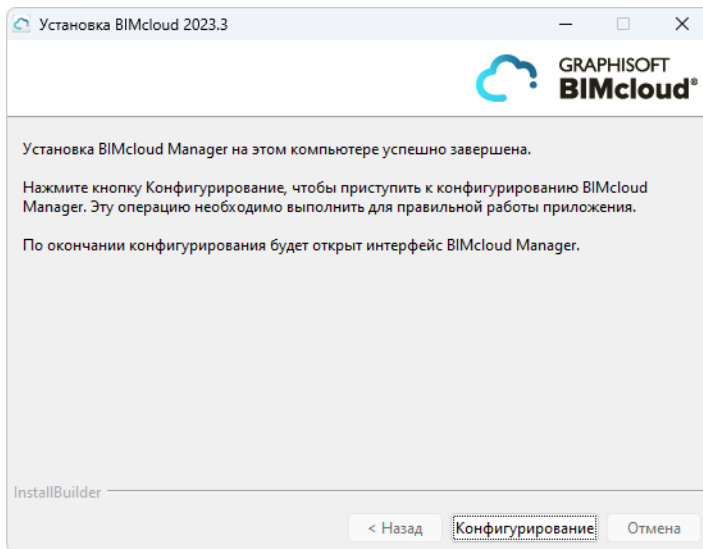 Установка BIMcloud 2023.3
GRAPHISOFT
BIMcloud®
Установка BIMcloud Manager на этом компьютере успешно завершена.
Нажмите кнопку Конфигурирование, чтобы приступить к конфигурированию BIMcloud
Manager. Эту операцию необходимо выполнить для правильной работы приложения.
По окончании конфигурирования будет открыт интерфейс BIMcloud Manager.
InstallBuilder
< Назад
Конфигурирование
Отмена